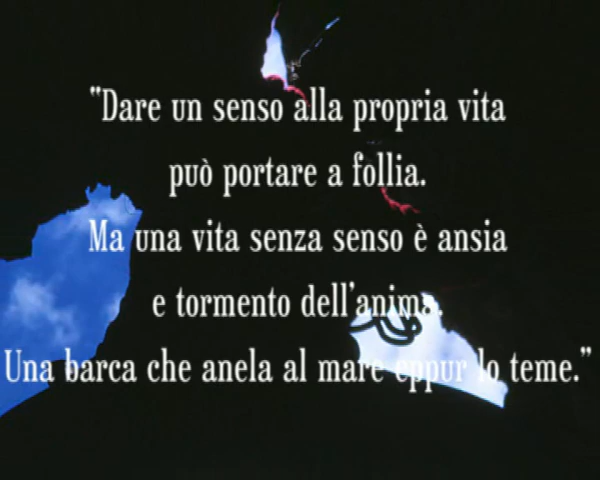 "Dare un senso alla propria vita
può portare a follia.
Ma una vita senza senso è ansia
e tormento dell'anima.
Una barca che anela al mare eppur lo teme."